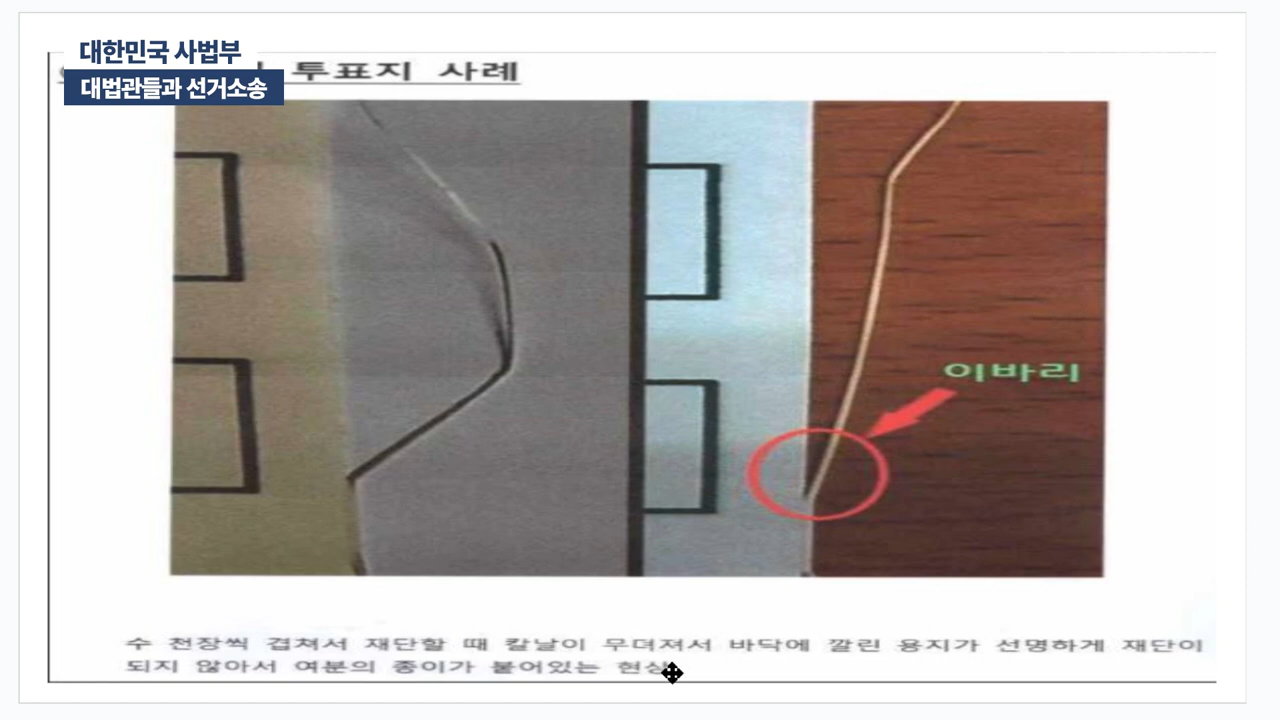 대한민국 사법부
대법관들과 선거소송
투표지 사례
이바리
수 천장씩 겹쳐서 재단할 때 칼날이 무뎌져서 바닥에 깔린 용지가 선명하게 재단이
되지 않아서 여분의 종이가 붙어있는 현상